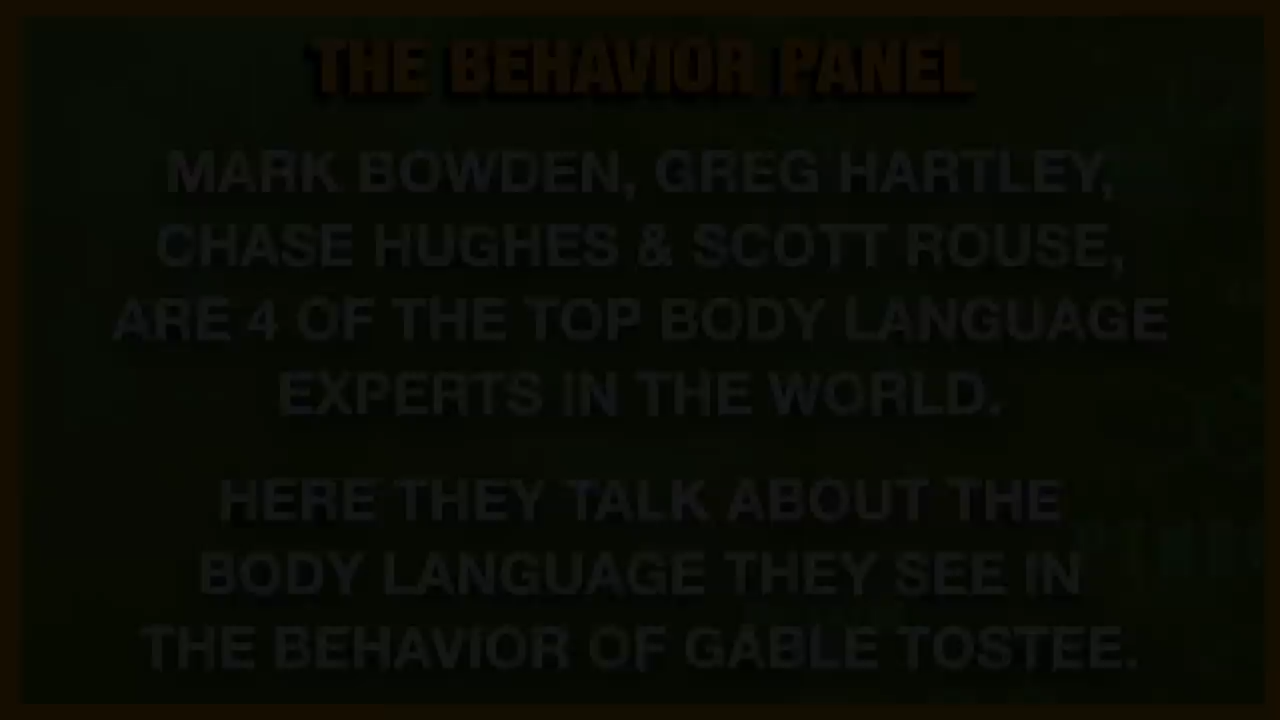 THE BEHAVIOR PANEL
MARK BOWDEN, GREG HARTLEY,
CHASE HUGHES & SCOTT ROUSE,
ARE 4 OF THE TOP BODY LANGUAGE
EXPERTS IN THE WORLD.
HERE THEY TALK ABOUT THE
BODY LANGUAGE THEY SEE IN
THE BEHAVIOR OF GABLE TOSTEE.